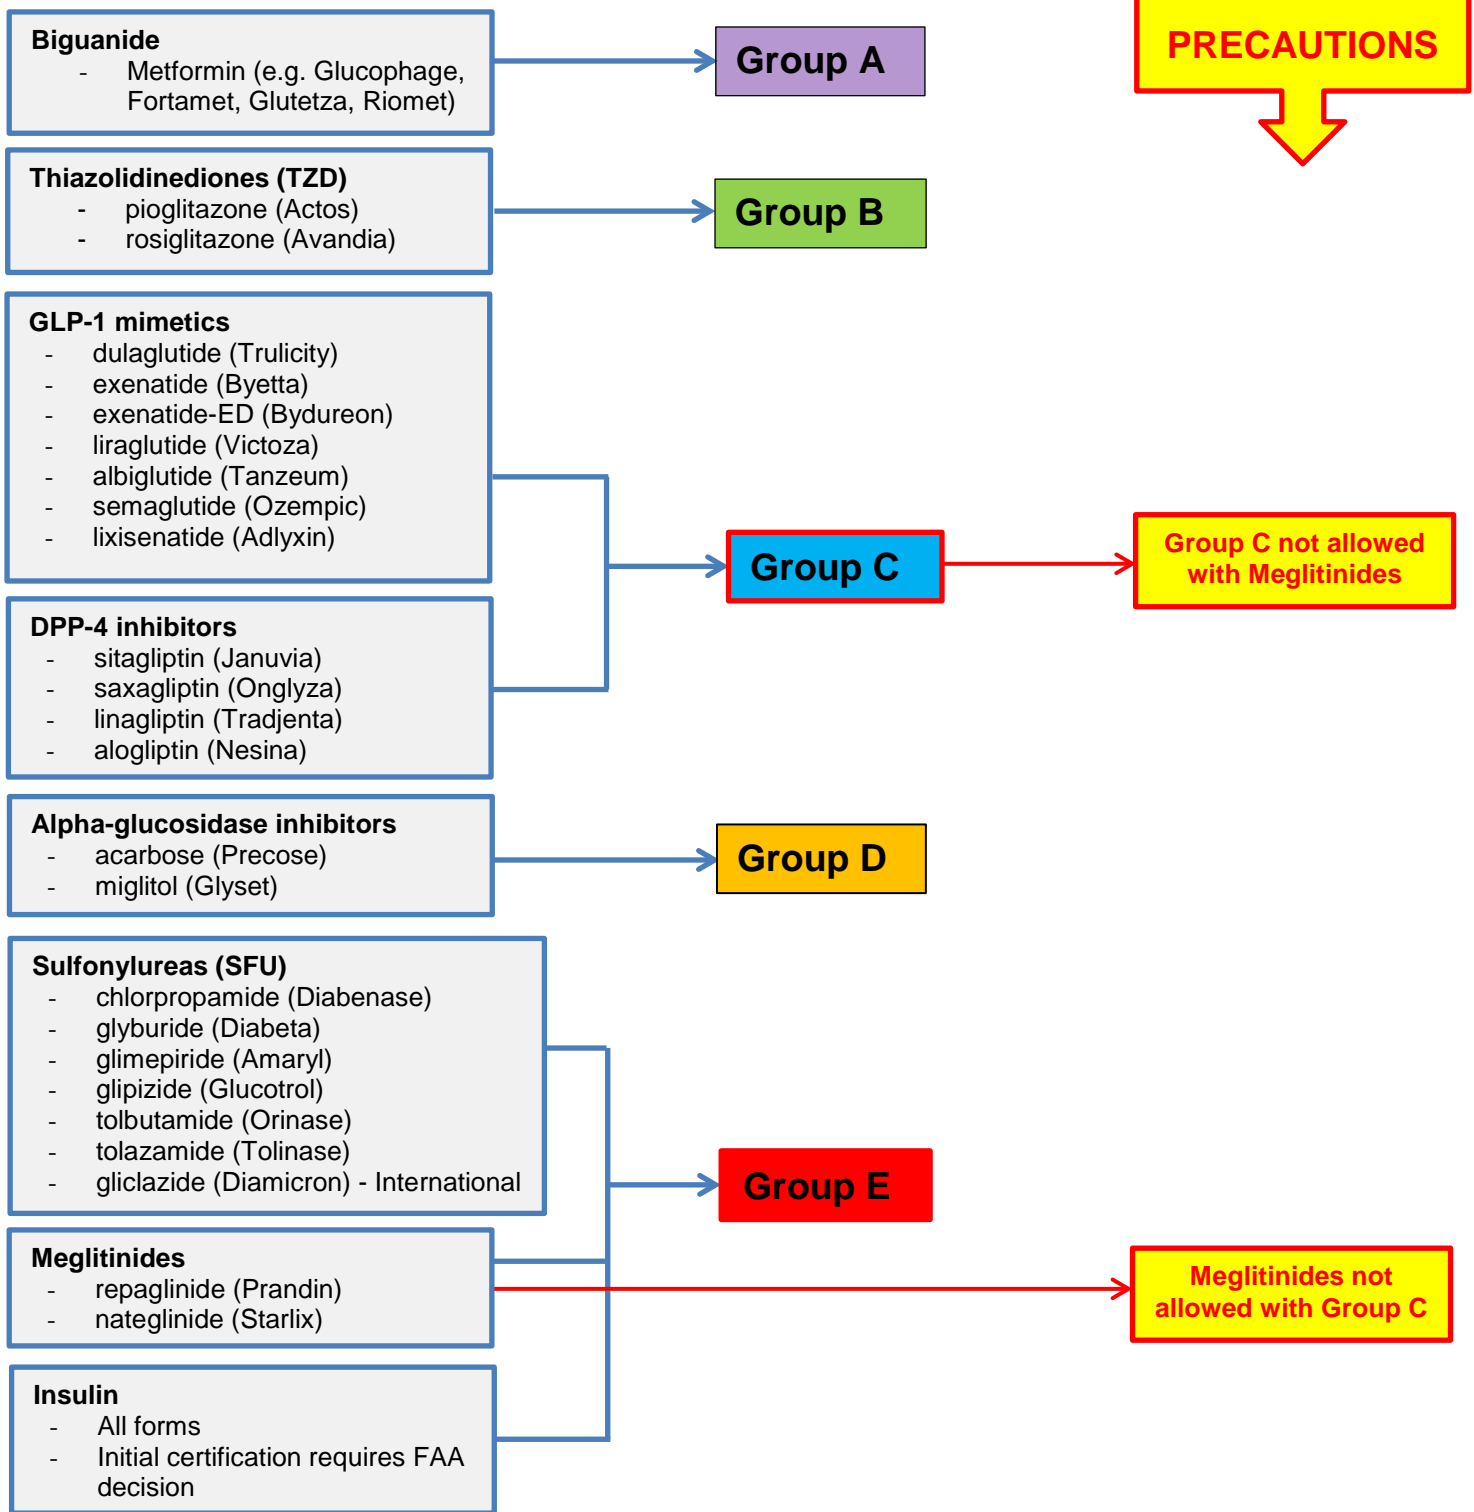 PRECAUTIONS
Biguanide
- Metformin (e.g. Glucophage,
Fortamet, Glutetza, Riomet)
Group A
Thiazolidinediones (TZD)
- pioglitazone (Actos)
- rosiglitazone (Avandia)
Group B
GLP-1 mimetics
- dulaglutide (Trulicity)
- exenatide (Byetta)
- exenatide-ED (Bydureon)
- liraglutide (Victoza)
- albiglutide (Tanzeum)
- semaglutide (Ozempic)
- lixisenatide (Adlyxin)
DPP-4 inhibitors
- sitagliptin (Januvia)
- saxagliptin (Onglyza)
- linagliptin (Tradjenta)
- alogliptin (Nesina)
Group C
Group C not allowed
with Meglitinides
Alpha-glucosidase inhibitors
- acarbose (Precose)
- miglitol (Glyset)
Group D
Sulfonylureas (SFU)
- chlorpropamide (Diabenase)
- glyburide (Diabeta)
- glimepiride (Amaryl)
- glipizide (Glucotrol)
- tolbutamide (Orinase)
- tolazamide (Tolinase)
- gliclazide (Diamicron) - International
Group E
Meglitinides
- repaglinide (Prandin)
- nateglinide (Starlix)
Meglitinides not
allowed with Group C
Insulin
- All forms
- Initial certification requires FAA
decision